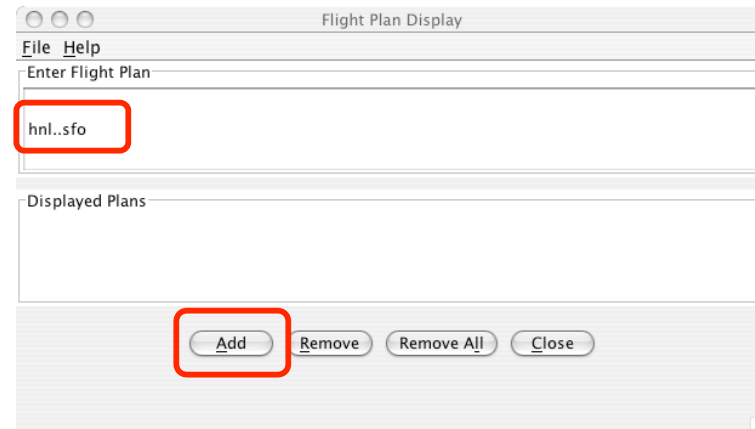 Flight Plan Display
File Help
Enter Flight Plan
hnl..sfo
Displayed Plans
Add Remove Remove All Close